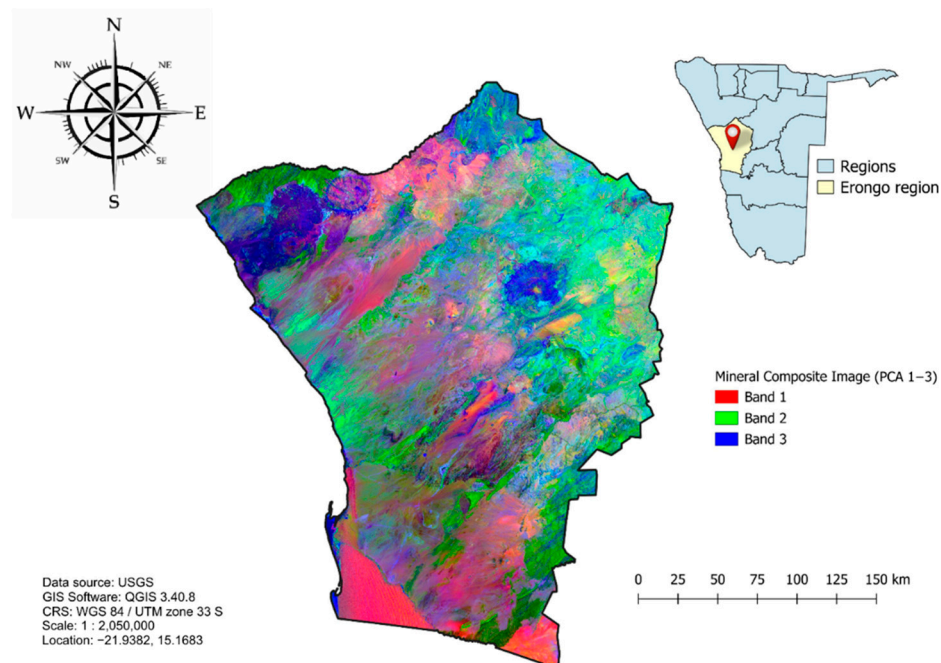 N
NW
NE
W
E
SW
SE
S
Regions
Erongo region
Mineral Composite Image (PCA 1−3)
Band 1
Band 2
Band 3
Data source: USGS
GIS Software: QGIS 3.40.8
CRS: WGS 84 / UTM zone 33 S
Scale: 1 : 2,050,000
Location: −21.9382, 15.1683
0 25 50 75 100 125 150 km